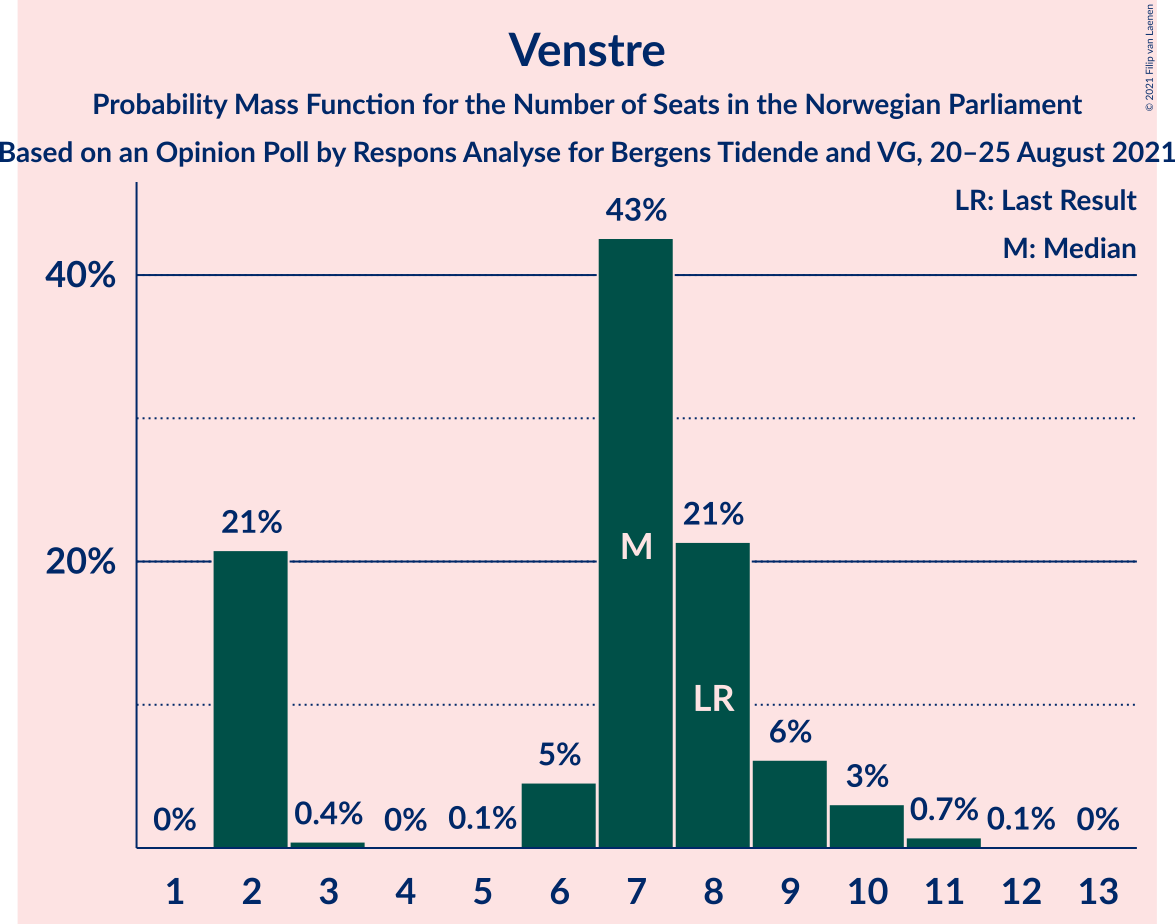 Venstre
Probability Mass Function for the Number of Seats in the Norwegian Parliament
Based on an Opinion Poll by Respons Analyse for Bergens Tidende and VG, 20–25 August 2021
© 2021 Filip van Laenen
LR: Last Result
M: Median
40%
20%
0%
21%
0.4%
0%
0.1%
5%
43%
M
21%
LR
6%
3%
0.7%
0.1%
0%
1 2 3 4 5 6 7 8 9 10 11 12 13